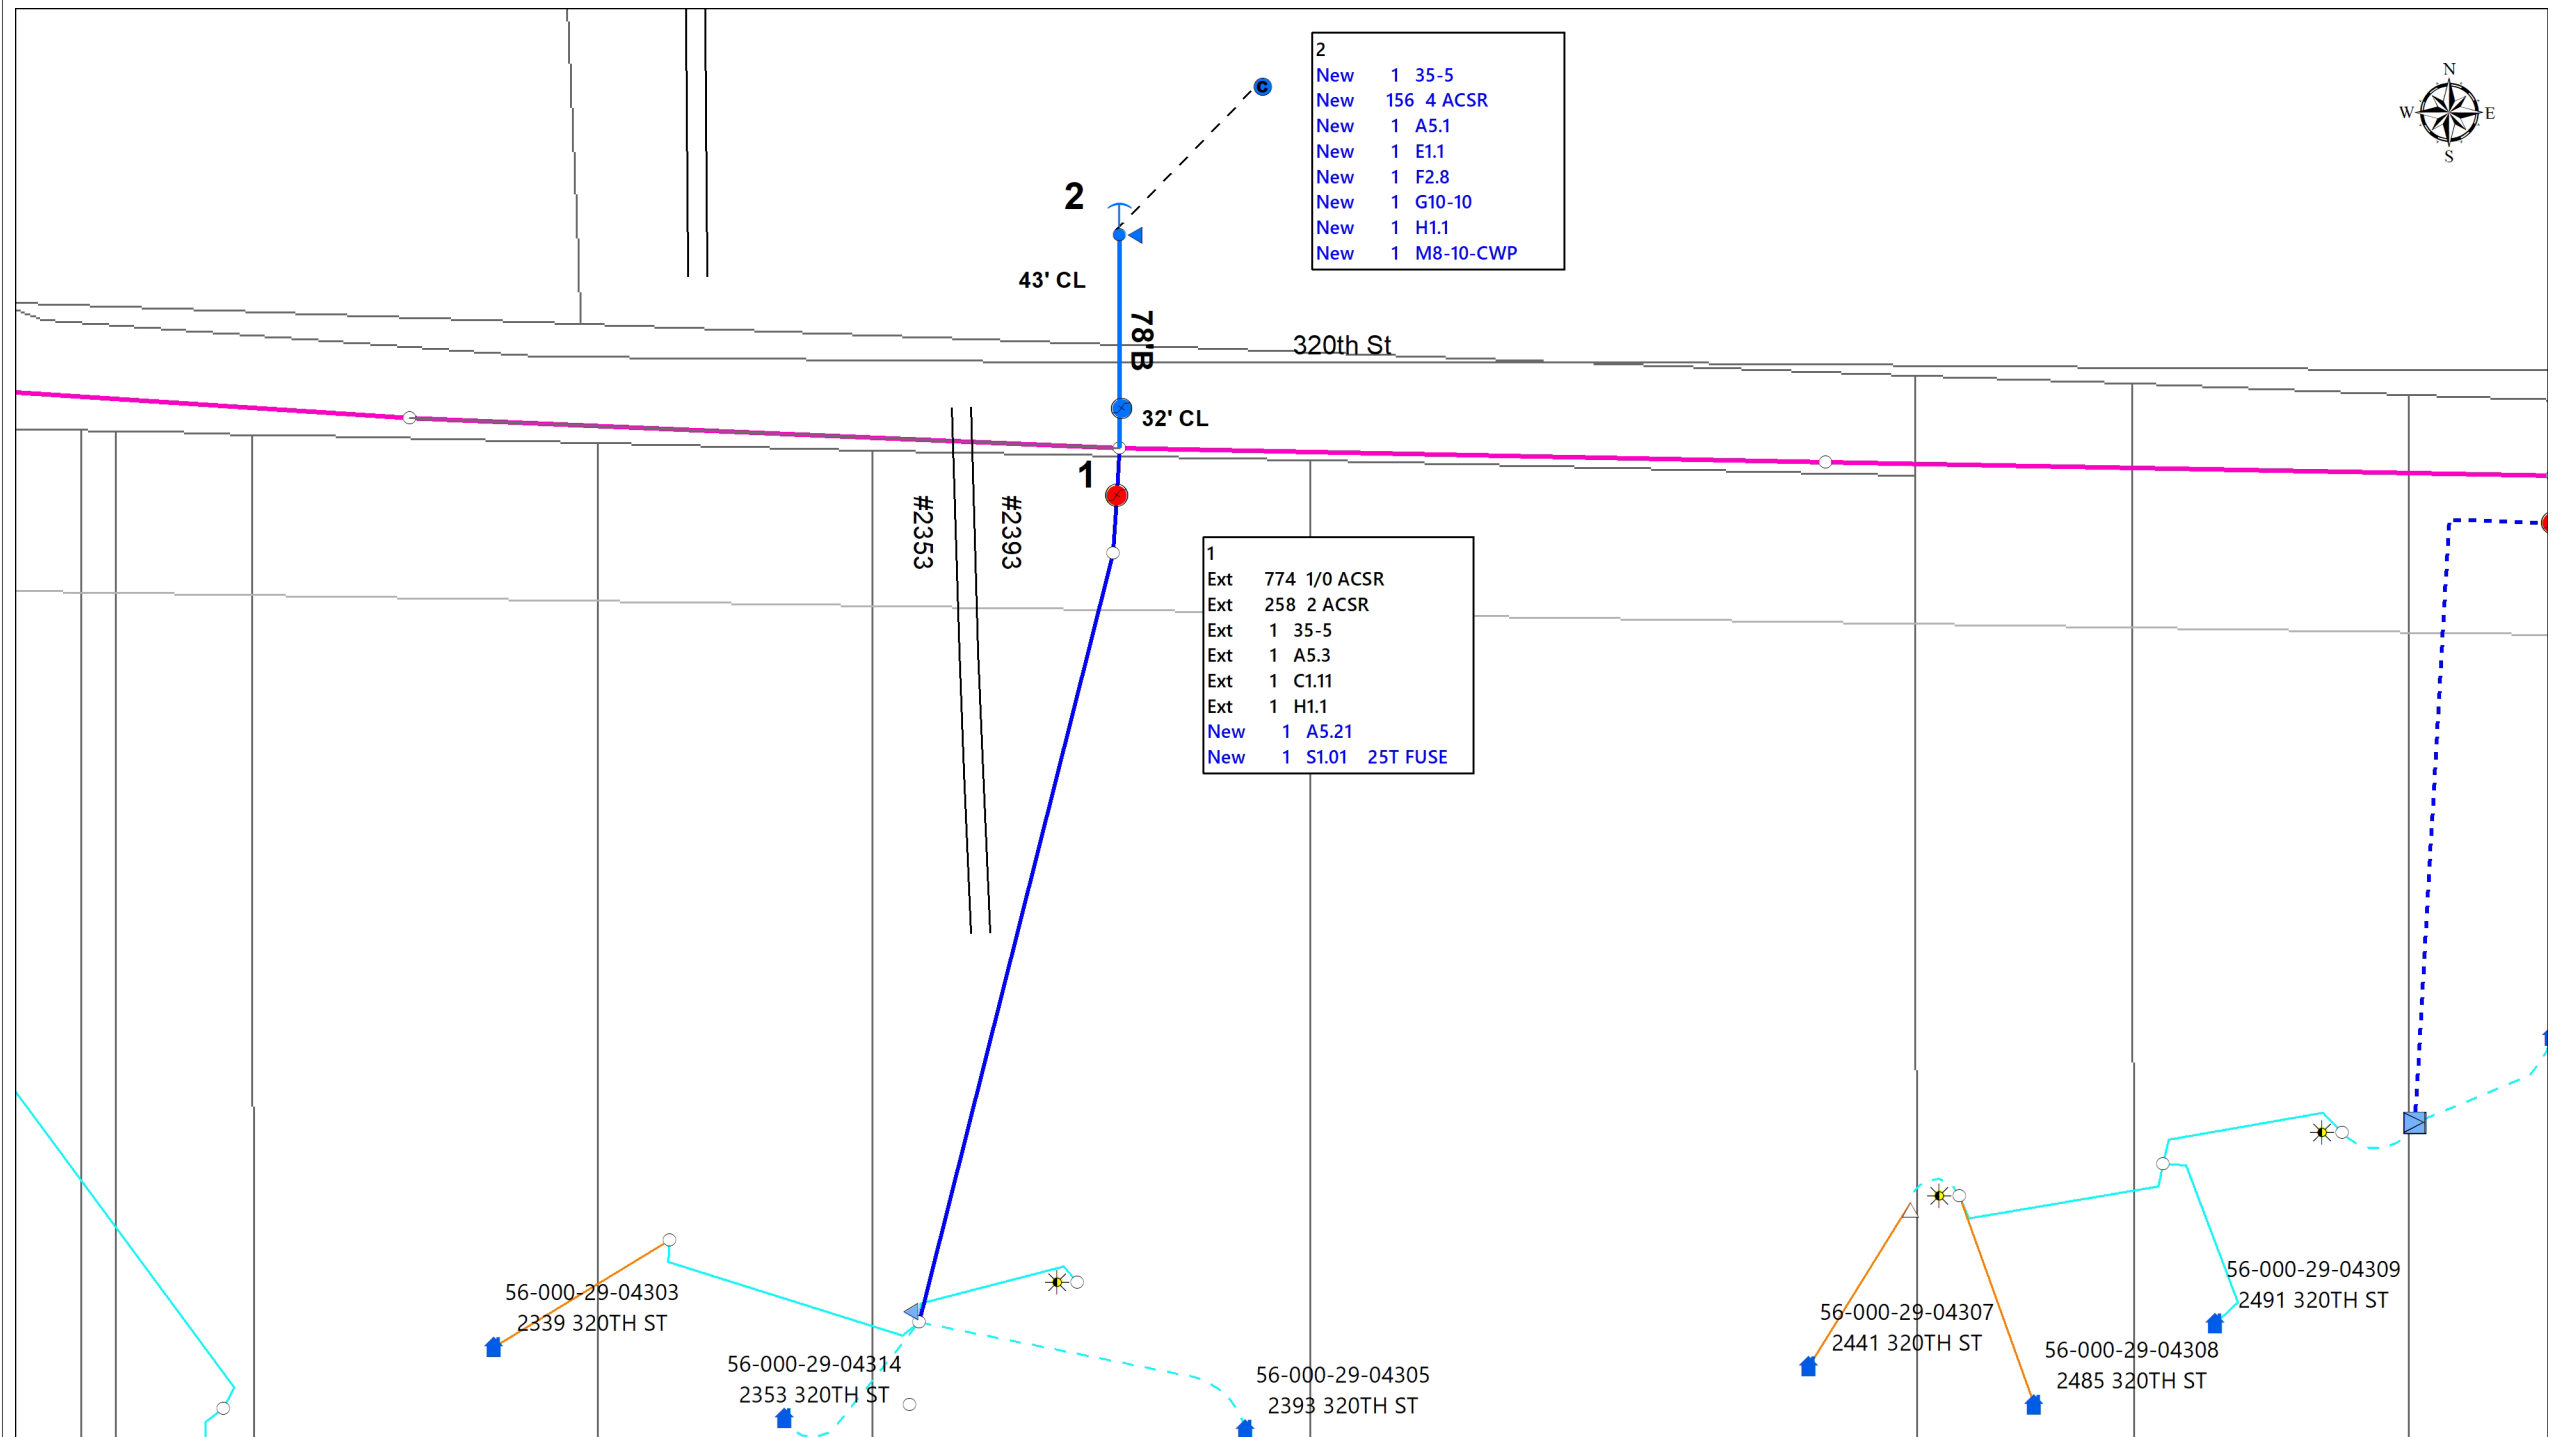 2
New 1 35-5
New 156 4 ACSR
New 1 A5.1
New 1 E1.1
New 1 F2.8
New 1 G10-10
New 1 H1.1
New 1 M8-10-CWP
N
W E
S
C
2
43' CL
78'B
320th St
32' CL
1
#2353
#2393
1
Ext 774 1/0 ACSR
Ext 258 2 ACSR
Ext 1 35-5
Ext 1 A5.3
Ext 1 C1.11
Ext 1 H1.1
New 1 A5.21
New 1 S1.01 25T FUSE
56-000-29-04303
2339 320TH ST
56-000-29-04314
2353 320TH ST
56-000-29-04305
2393 320TH ST
56-000-29-04307
2441 320TH ST
56-000-29-04308
2485 320TH ST
56-000-29-04309
2491 320TH ST